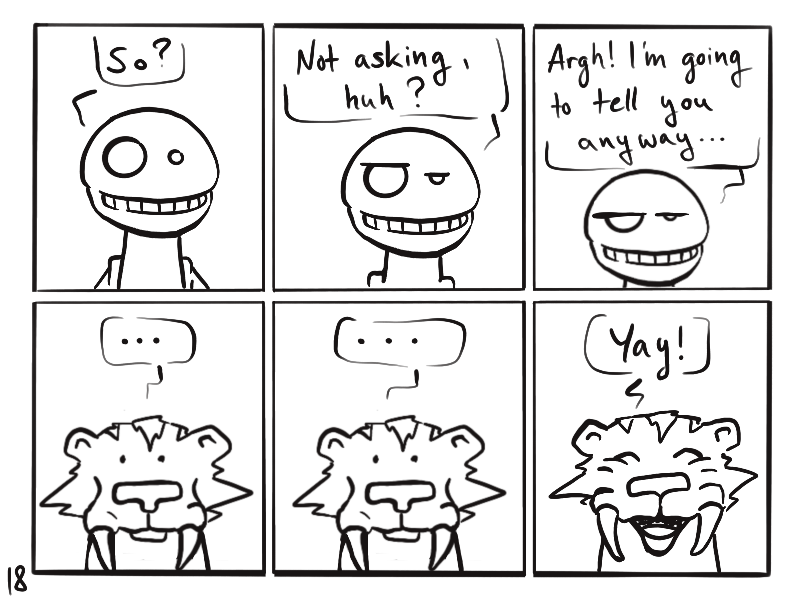 So?
Not asking,
huh?
Argh! I'm going
to tell you
anyway...
...
...
Yay!
18